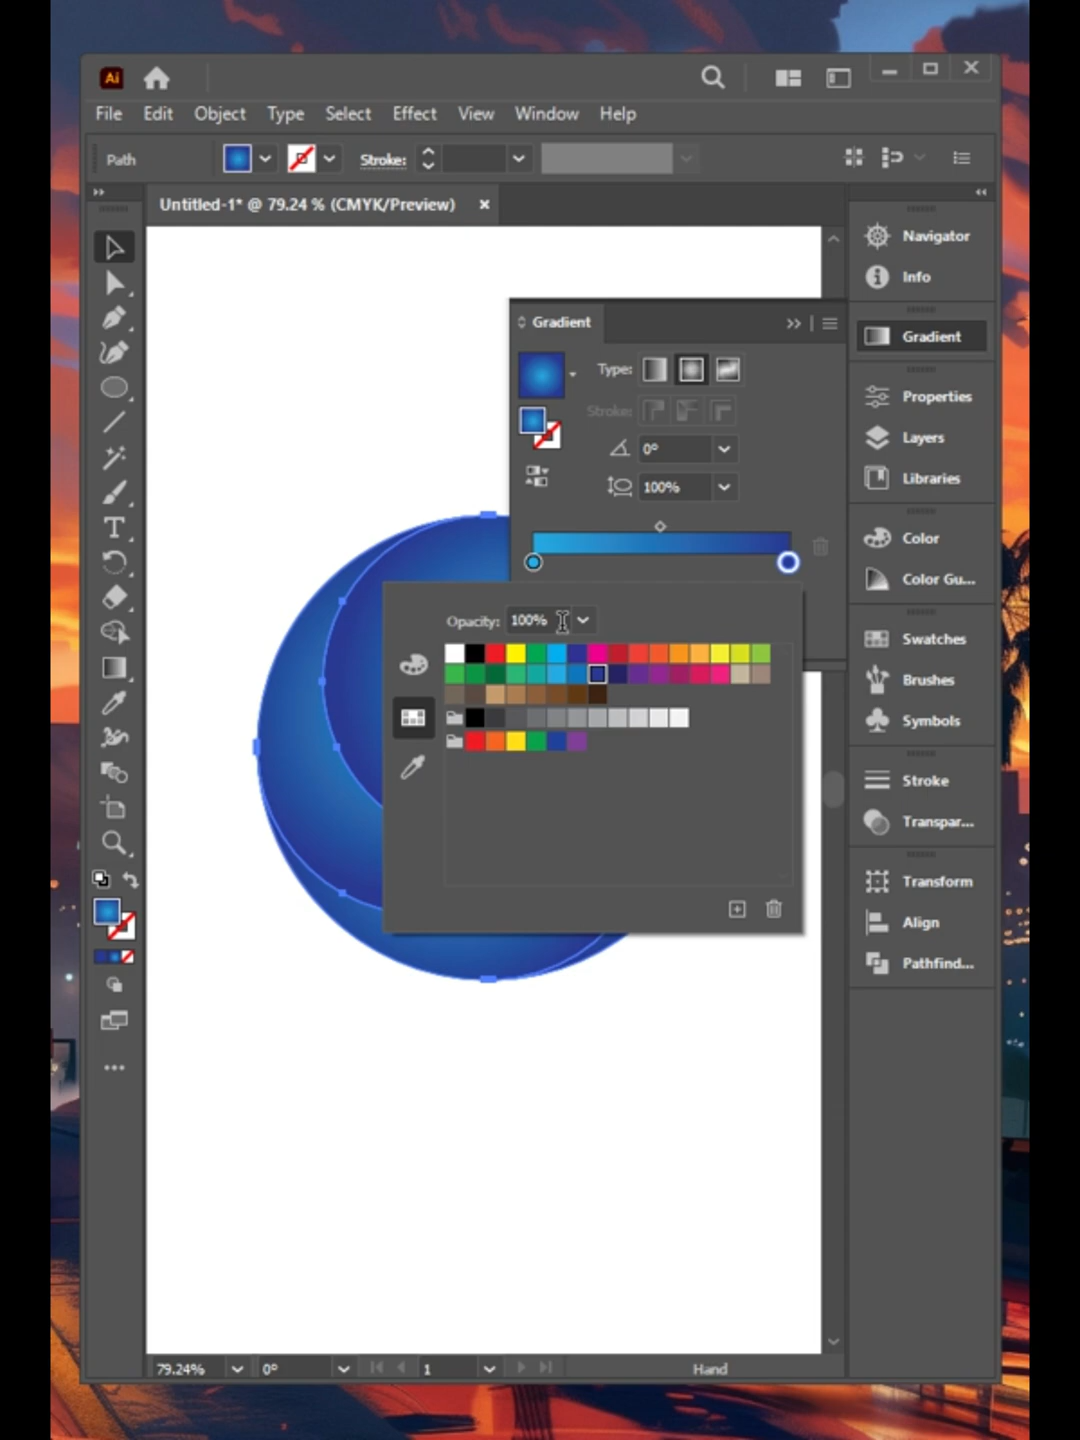 Ai
File Edit Object Type Select Effect View Window Help
Path
Stroke:
Untitled-1* @ 79.24 % (CMYK/Preview)
Navigator
Info
Gradient
Type:
Gradient
Stroke:
0°
Properties
100%
Layers
Libraries
Color
Color Gu...
Opacity: 100%
Swatches
Brushes
Symbols
Stroke
Transpar...
Transform
Align
Pathfind...
79.24% 0° 1 Hand